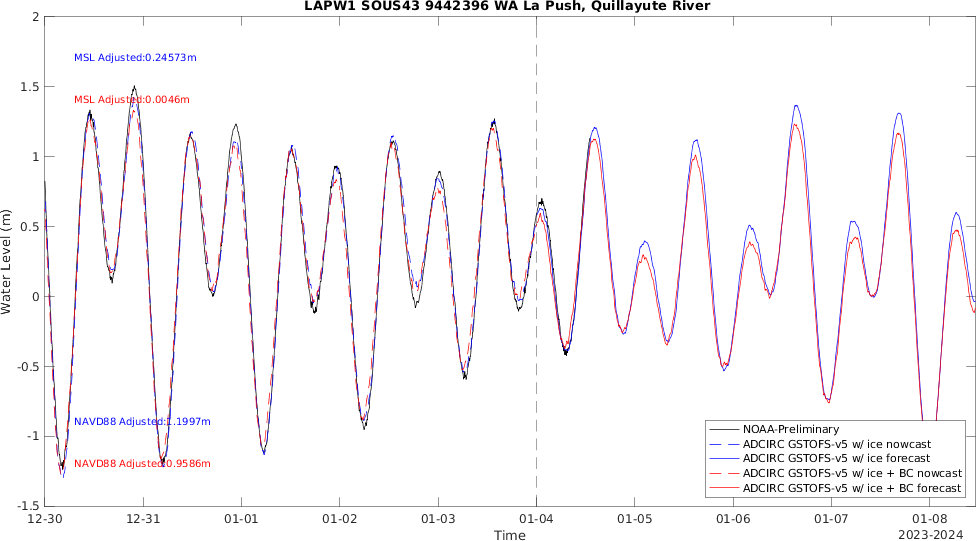 LAPW1 SOUS43 9442396 WA La Push, Quillayute River
2
1.5
1
0.5
0
-0.5
-1
-1.5
Water Level (m)
MSL Adjusted:0.24573m
MSL Adjusted:0.0046m
NAVD88 Adjusted:1.1997m
NAVD88 Adjusted:0.9586m
NOAA-Preliminary
ADCIRC GSTOFS-v5 w/ ice nowcast
ADCIRC GSTOFS-v5 w/ ice forecast
ADCIRC GSTOFS-v5 w/ ice + BC nowcast
ADCIRC GSTOFS-v5 w/ ice + BC forecast
12-30 12-31 01-01 01-02 01-03 01-04 01-05 01-06 01-07 01-08
Time
2023-2024